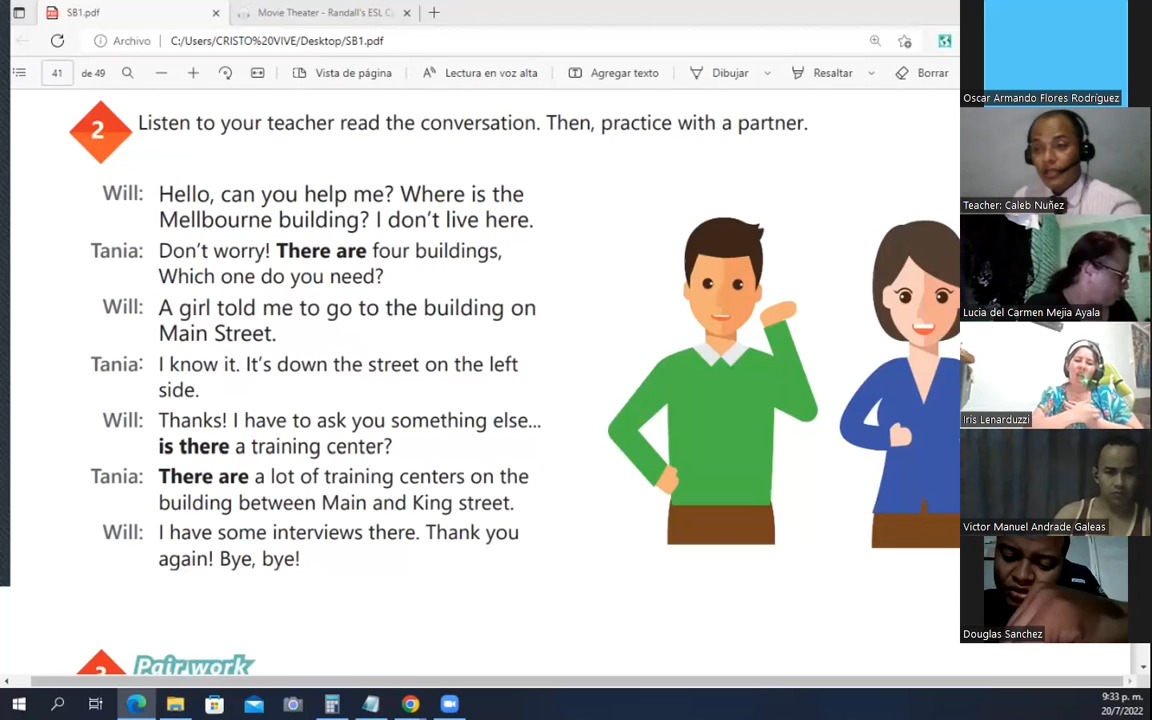 SB1.pdf
Movie Theater - Randall's ESL C
Archivo
C:/Users/CRISTO%20VIVE/Desktop/SB1.pdf
41
de 49
Vista de página
Lectura en voz alta
Agregar texto
Dibujar
Resaltar
Borrar
2
Listen to your teacher read the conversation. Then, practice with a partner.
Will: Hello, can you help me? Where is the
Mellbourne building? I don't live here.
Tania: Don't worry! There are four buildings,
Which one do you need?
Will: A girl told me to go to the building on
Main Street.
Tania: I know it. It's down the street on the left
side.
Will: Thanks! I have to ask you something else...
is there a training center?
Tania: There are a lot of training centers on the
building between Main and King street.
Will: I have some interviews there. Thank you
again! Bye, bye!
Pair work
Oscar Armando Flores Rodríguez
Teacher: Caleb Nuñez
Lucia del Carmen Mejia Ayala
Iris Lenarduzzi
Víctor Manuel Andrade Galeas
Douglas Sanchez
9:33 p. m.
20/7/2022